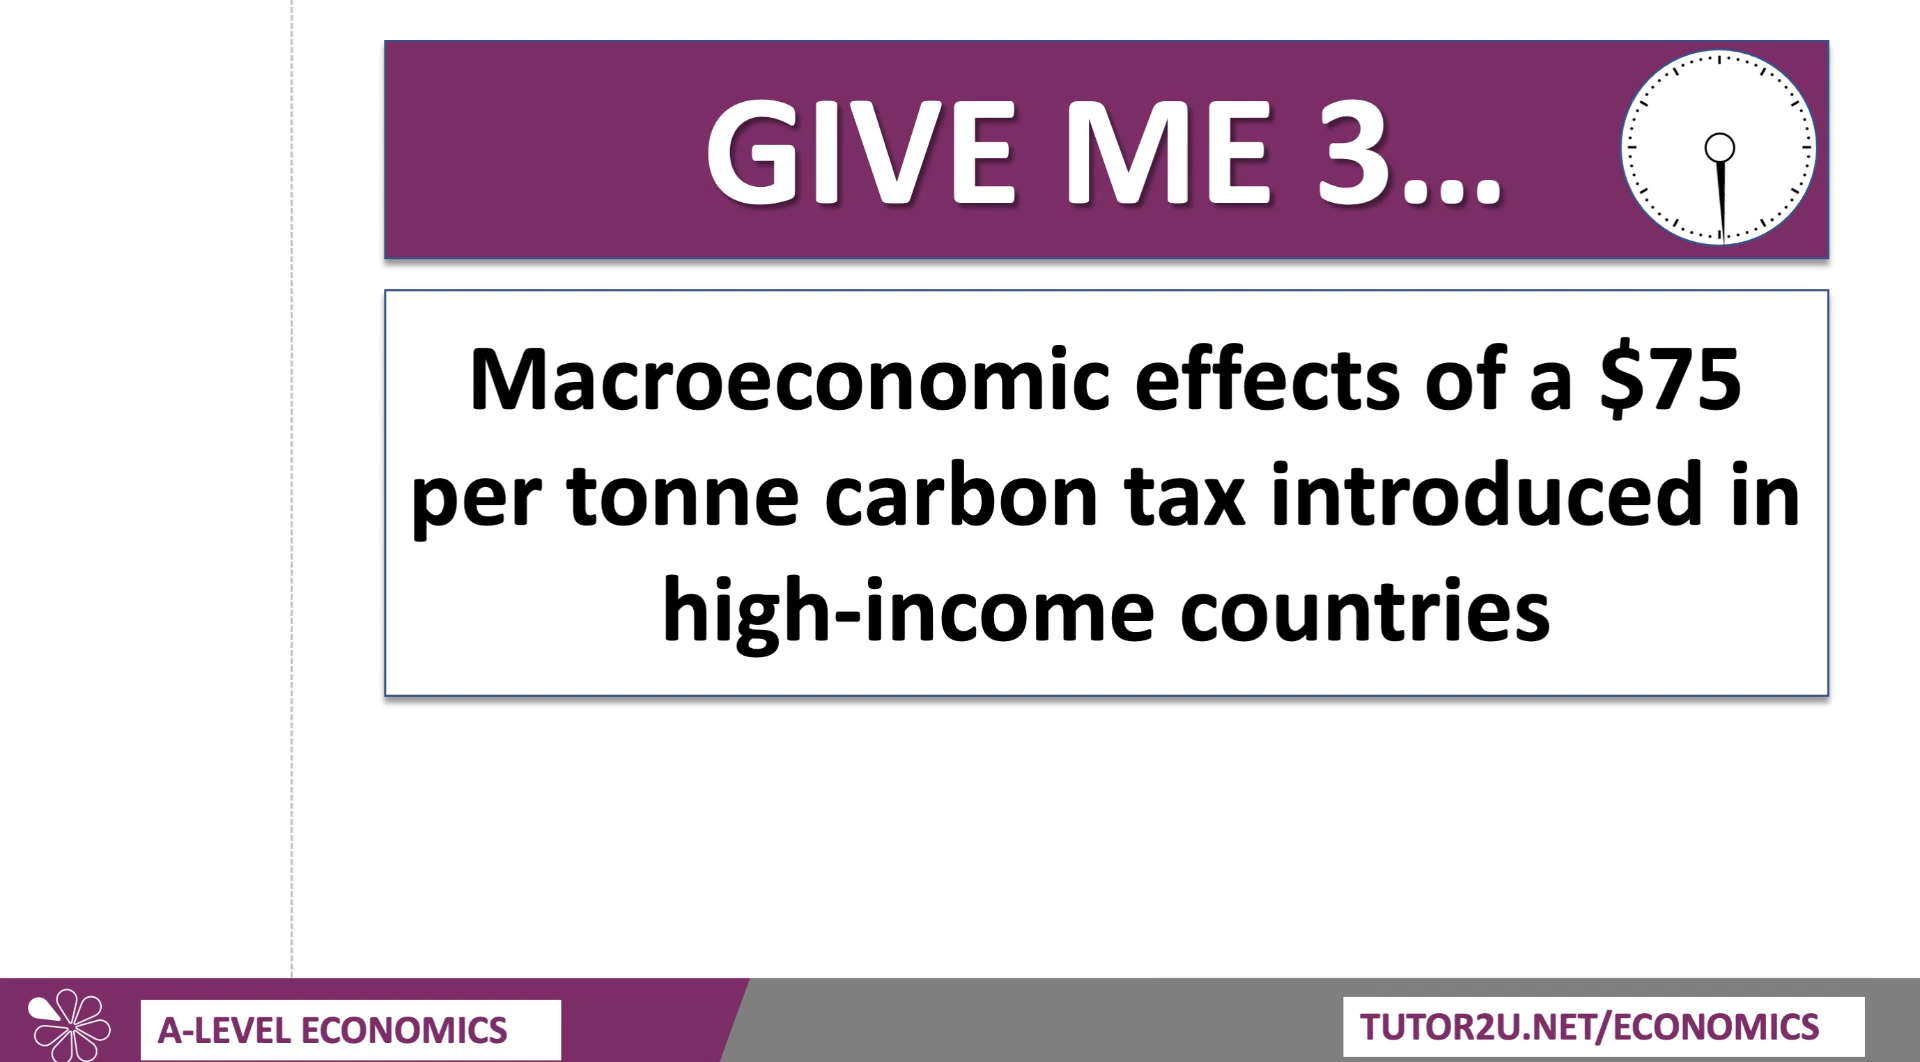 GIVE ME 3...
Macroeconomic effects of a $75
per tonne carbon tax introduced in
high-income countries
A-LEVEL ECONOMICS
TUTOR2U.NET/ECONOMICS